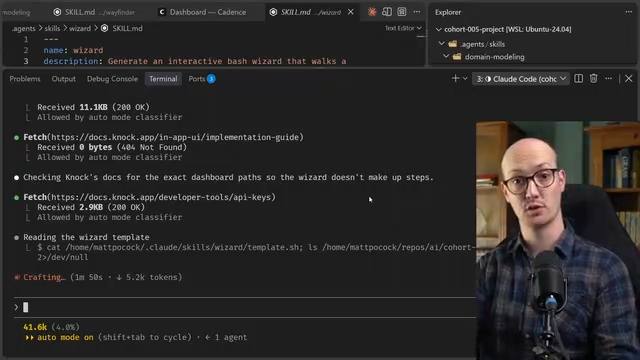 modeling
SKILL.md .../wayfinder
Dashboard — Cadence
SKILL.md .../wizard
Explorer
.agents > skills > wizard > SKILL.md
Text Editor
cohort-005-project [WSL: Ubuntu-24.04]
.agents/skills
domain-modeling
1 ---
2 name: wizard
3 description: Generate an interactive bash wizard that walks a
Problems Output Debug Console Terminal Ports 3
3: Claude Code (coho
Received 11.1KB (200 OK)
Allowed by auto mode classifier
Fetch(https://docs.knock.app/in-app-ui/implementation-guide)
Received 0 bytes (404 Not Found)
Allowed by auto mode classifier
Checking Knock's docs for the exact dashboard paths so the wizard doesn't make up steps.
Fetch(https://docs.knock.app/developer-tools/api-keys)
Received 2.9KB (200 OK)
Allowed by auto mode classifier
Reading the wizard template
$ cat /home/mattpocock/.claude/skills/wizard/template.sh; ls /home/mattpocock/repos/ai/cohort-
2>/dev/null
Crafting… (1m 50s · ↓ 5.2k tokens)
41.6k (4.0%)
auto mode on (shift+tab to cycle) · ← 1 agent